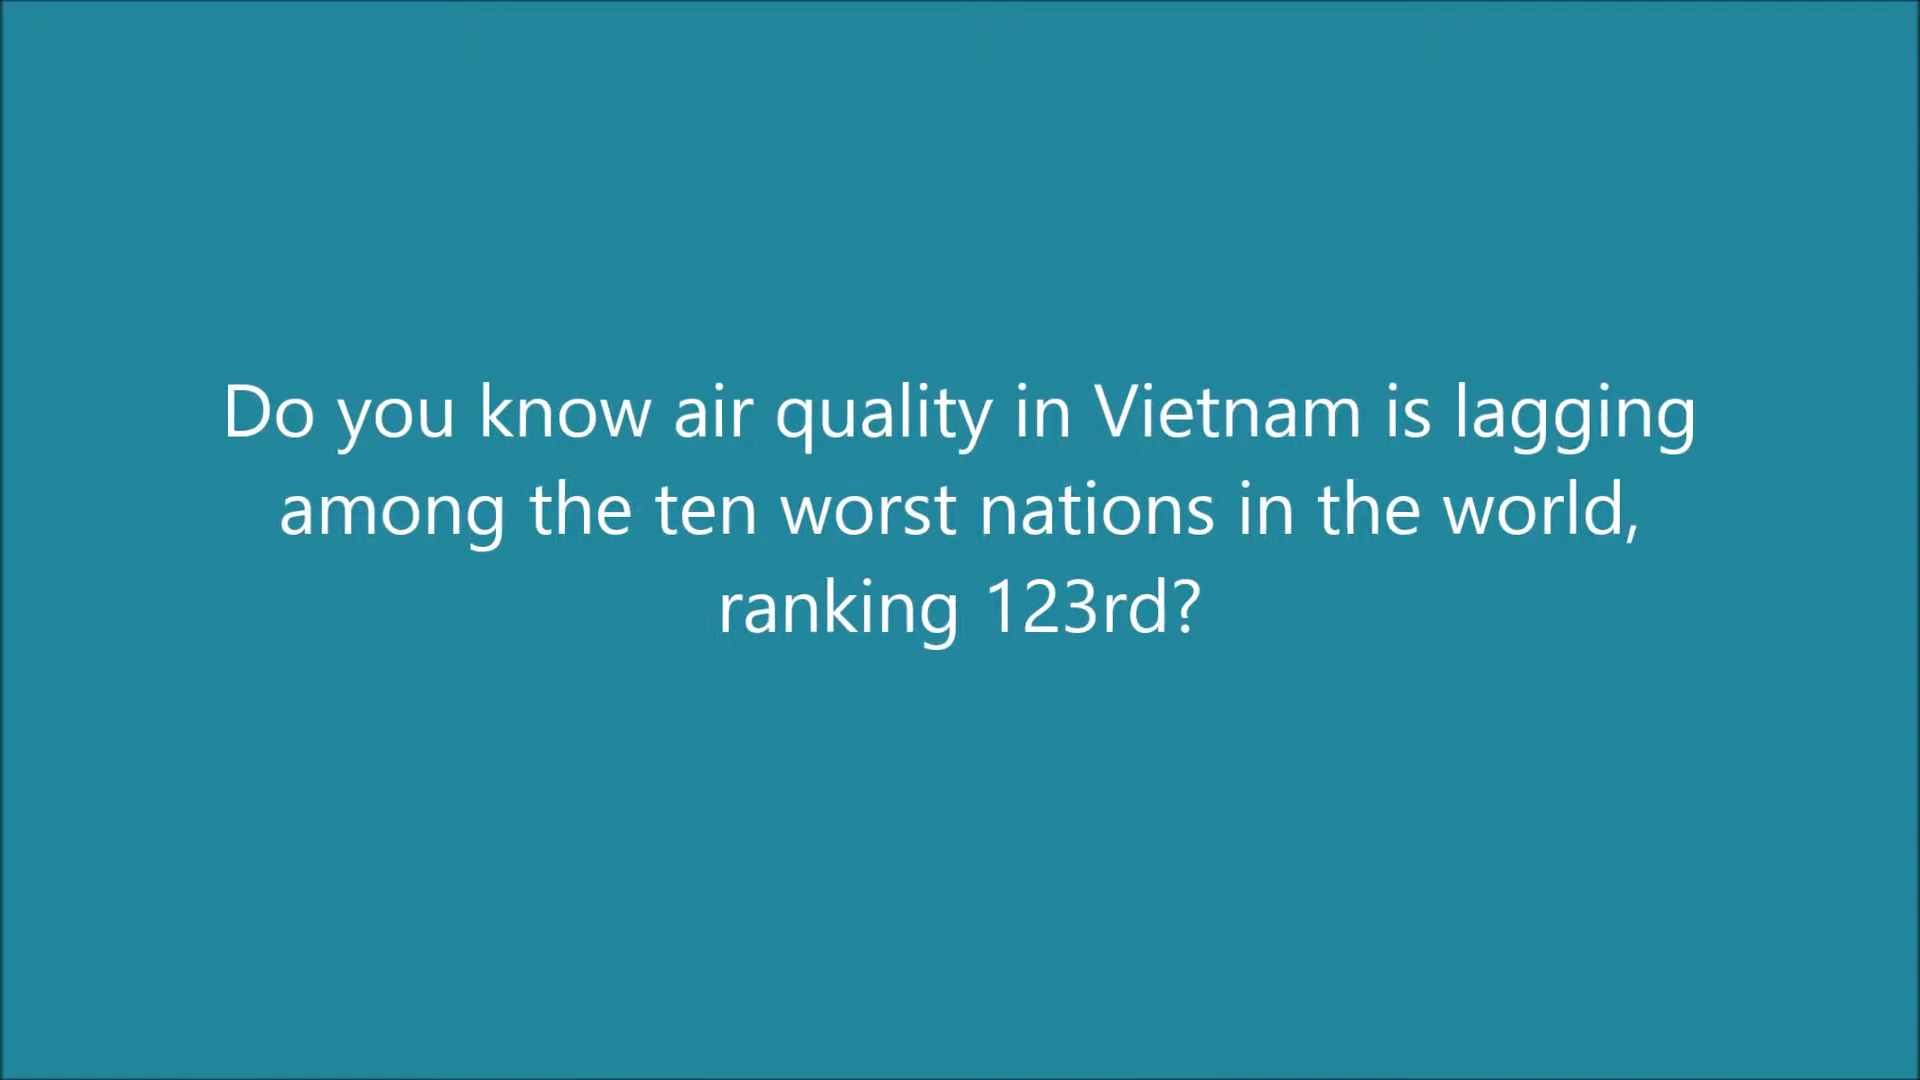 Do you know air quality in Vietnam is lagging
among the ten worst nations in the world,
ranking 123rd?